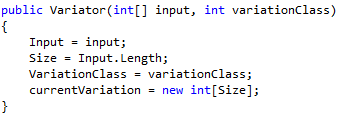 public Variator(int[] input, int variationClass)
{
    Input = input;
    Size = Input.Length;
    VariationClass = variationClass;
    currentVariation = new int[Size];
}